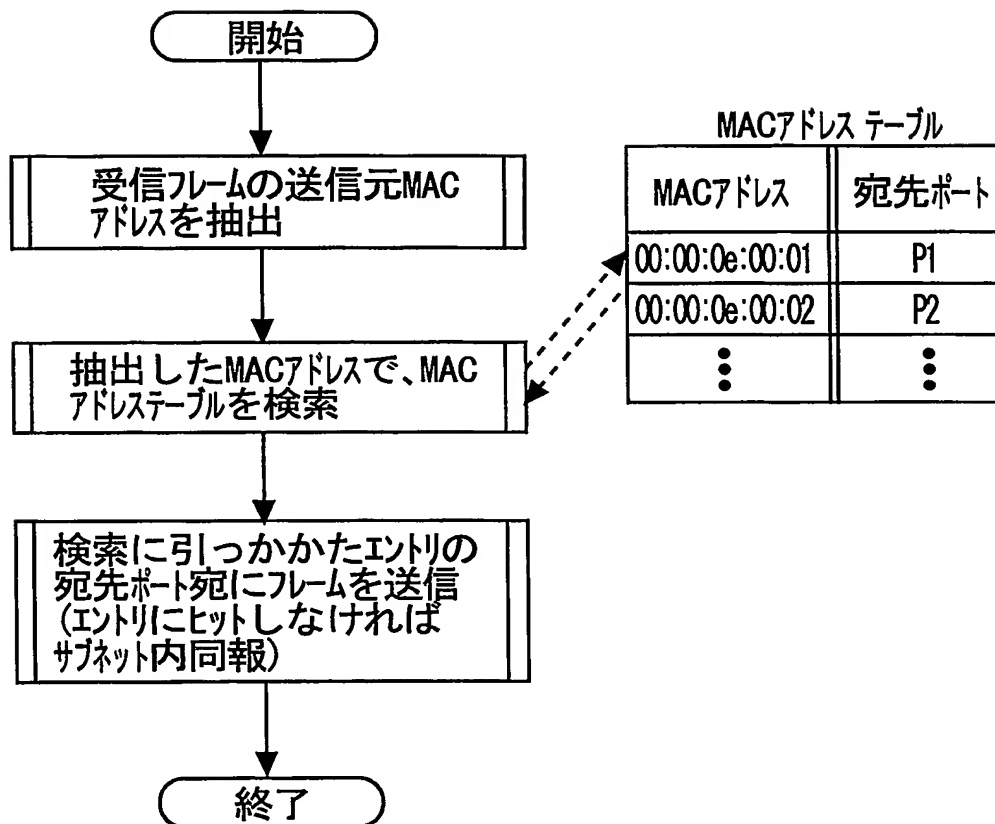 開始
受信フレームの送信元MAC
アドレスを抽出
抽出したMACアドレスで、MAC
アドレステーブルを検索
検索に引っかかたエントリの
宛先ポート宛にフレームを送信
(エントリにヒットしなければ
サブネット内同報)
終了
MACアドレス テーブル
MACアドレス 宛先ポート
00:00:0e:00:01 P1
00:00:0e:00:02 P2